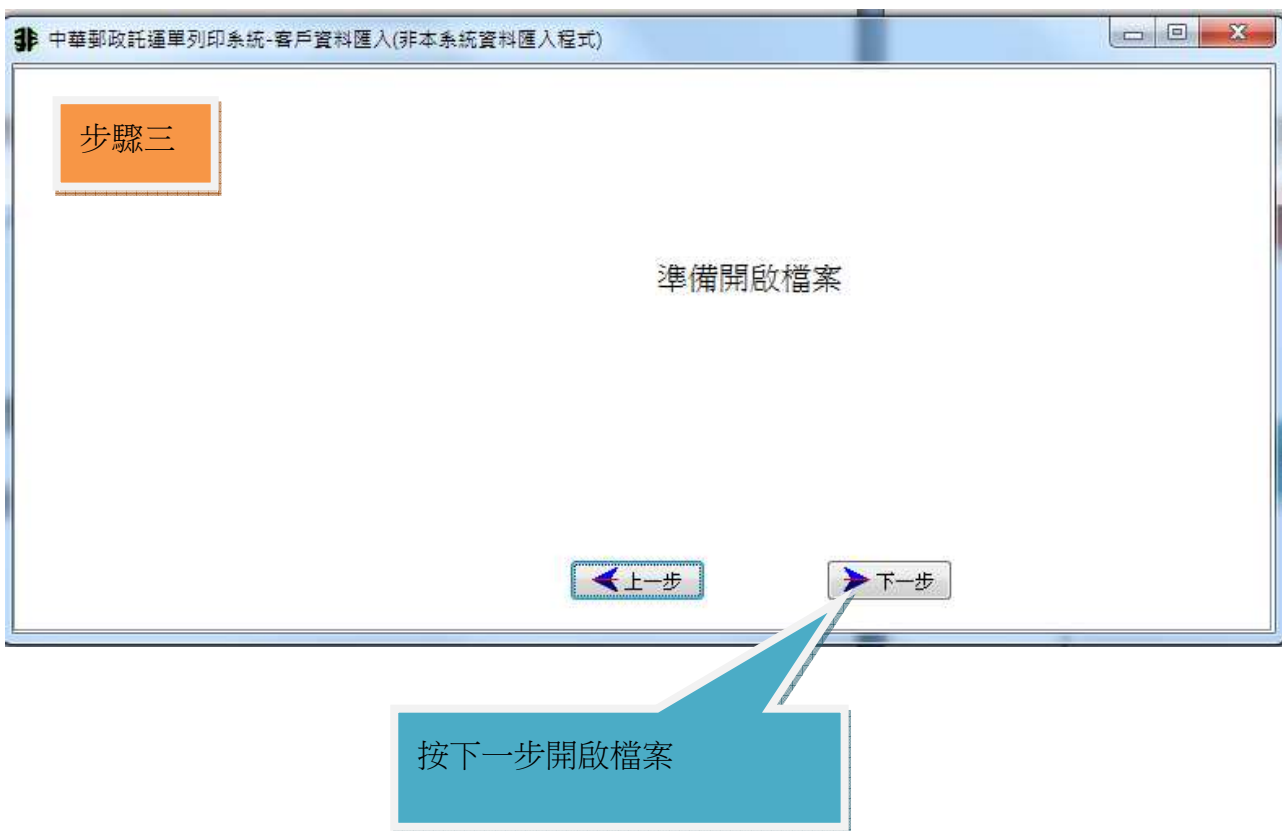 中華郵政託運單列印系統-客戶資料匯入(非本系統資料匯入程式)
步驟三
準備開啟檔案
上一步
下一步
按下一步開啟檔案